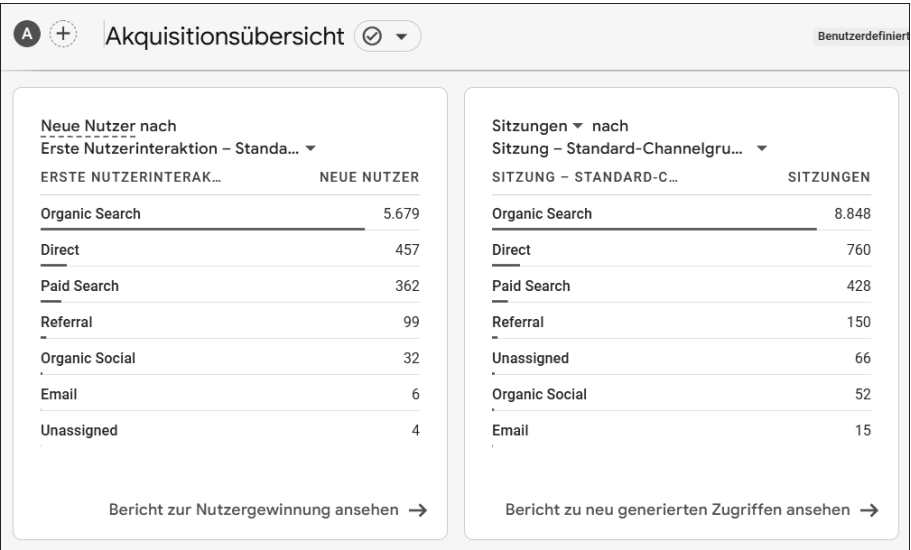 A
Akquisitionsübersicht
Benutzerdefiniert
Neue Nutzer nach
Erste Nutzerinteraktion – Standa...
ERSTE NUTZERINTERAK... NEUE NUTZER
Organic Search 5.679
Direct 457
Paid Search 362
Referral 99
Organic Social 32
Email 6
Unassigned 4
Bericht zur Nutzergewinnung ansehen →
Sitzungen nach
Sitzung – Standard-Channelgru...
SITZUNG – STANDARD-C... SITZUNGEN
Organic Search 8.848
Direct 760
Paid Search 428
Referral 150
Unassigned 66
Organic Social 52
Email 15
Bericht zu neu generierten Zugriffen ansehen →